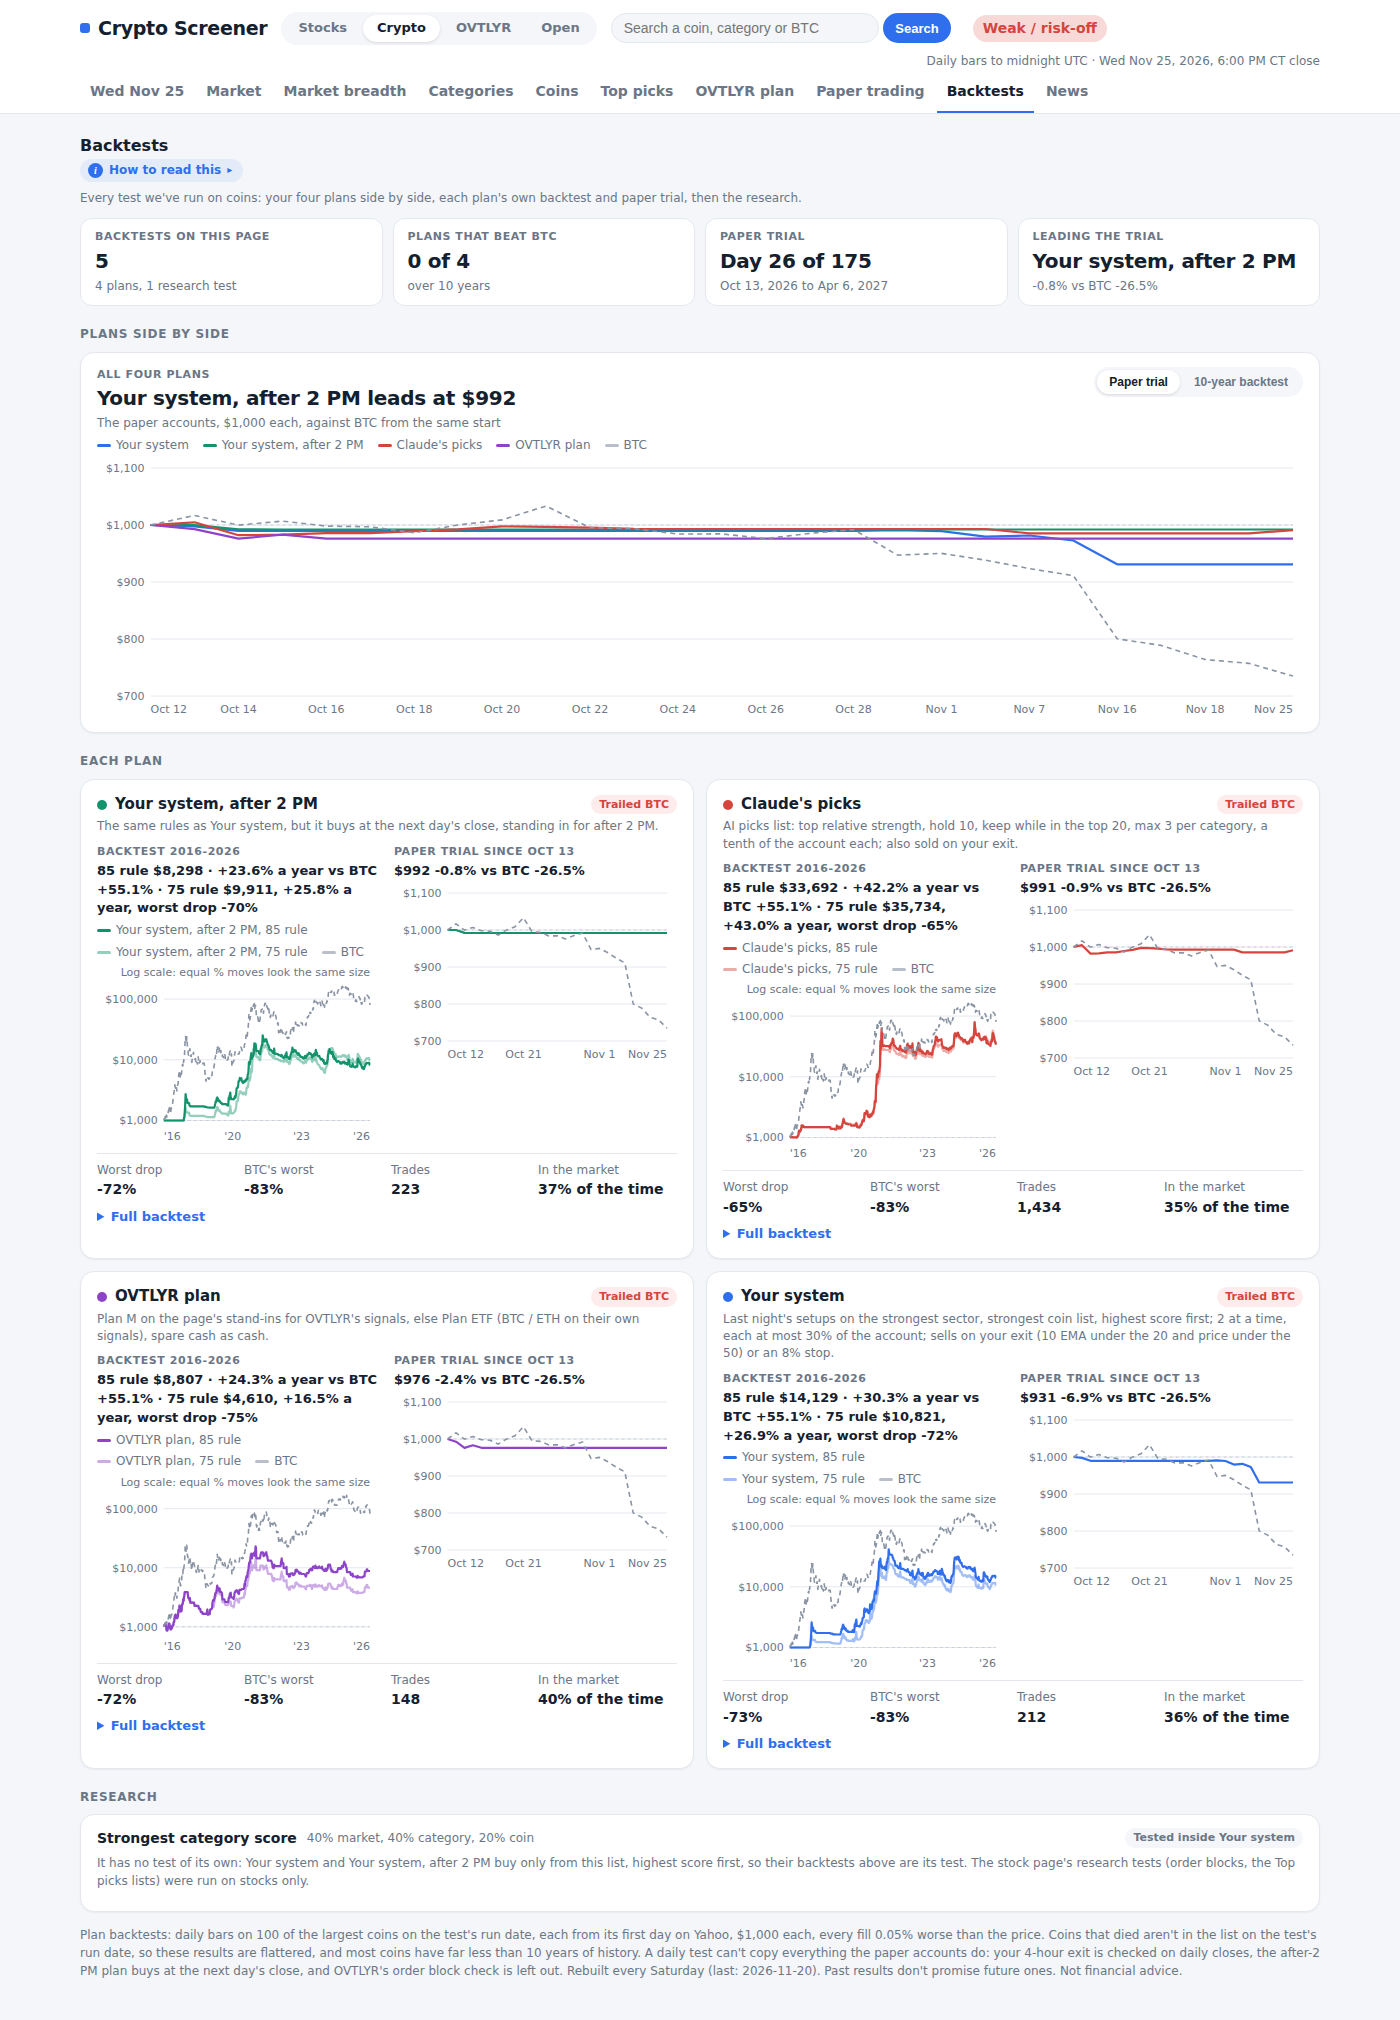 Crypto Screener
Stocks Crypto OVTLYR Open
Search a coin, category or BTC
Search
Weak / risk-off
Daily bars to midnight UTC · Wed Nov 25, 2026, 6:00 PM CT close
Wed Nov 25 Market Market breadth Categories Coins Top picks OVTLYR plan Paper trading Backtests News
Backtests
i How to read this ▸
Every test we've run on coins: your four plans side by side, each plan's own backtest and paper trial, then the research.
BACKTESTS ON THIS PAGE
5
4 plans, 1 research test
PLANS THAT BEAT BTC
0 of 4
over 10 years
PAPER TRIAL
Day 26 of 175
Oct 13, 2026 to Apr 6, 2027
LEADING THE TRIAL
Your system, after 2 PM
-0.8% vs BTC -26.5%
PLANS SIDE BY SIDE
ALL FOUR PLANS
Your system, after 2 PM leads at $992
Paper trial 10-year backtest
The paper accounts, $1,000 each, against BTC from the same start
Your system Your system, after 2 PM Claude's picks OVTLYR plan BTC
$1,100
$1,000
$900
$800
$700
Oct 12 Oct 14 Oct 16 Oct 18 Oct 20 Oct 22 Oct 24 Oct 26 Oct 28 Nov 1 Nov 7 Nov 16 Nov 18 Nov 25
EACH PLAN
Your system, after 2 PM
Trailed BTC
The same rules as Your system, but it buys at the next day's close, standing in for after 2 PM.
BACKTEST 2016-2026
85 rule $8,298 · +23.6% a year vs BTC
+55.1% · 75 rule $9,911, +25.8% a
year, worst drop -70%
Your system, after 2 PM, 85 rule
Your system, after 2 PM, 75 rule BTC
Log scale: equal % moves look the same size
$100,000
$10,000
$1,000
'16 '20 '23 '26
PAPER TRIAL SINCE OCT 13
$992 -0.8% vs BTC -26.5%
$1,100
$1,000
$900
$800
$700
Oct 12 Oct 21 Nov 1 Nov 25
Worst drop
-72%
BTC's worst
-83%
Trades
223
In the market
37% of the time
▶ Full backtest
Claude's picks
Trailed BTC
AI picks list: top relative strength, hold 10, keep while in the top 20, max 3 per category, a
tenth of the account each; also sold on your exit.
BACKTEST 2016-2026
85 rule $33,692 · +42.2% a year vs
BTC +55.1% · 75 rule $35,734,
+43.0% a year, worst drop -65%
Claude's picks, 85 rule
Claude's picks, 75 rule BTC
Log scale: equal % moves look the same size
$100,000
$10,000
$1,000
'16 '20 '23 '26
PAPER TRIAL SINCE OCT 13
$991 -0.9% vs BTC -26.5%
$1,100
$1,000
$900
$800
$700
Oct 12 Oct 21 Nov 1 Nov 25
Worst drop
-65%
BTC's worst
-83%
Trades
1,434
In the market
35% of the time
▶ Full backtest
OVTLYR plan
Trailed BTC
Plan M on the page's stand-ins for OVTLYR's signals, else Plan ETF (BTC / ETH on their own
signals), spare cash as cash.
BACKTEST 2016-2026
85 rule $8,807 · +24.3% a year vs BTC
+55.1% · 75 rule $4,610, +16.5% a
year, worst drop -75%
OVTLYR plan, 85 rule
OVTLYR plan, 75 rule BTC
Log scale: equal % moves look the same size
$100,000
$10,000
$1,000
'16 '20 '23 '26
PAPER TRIAL SINCE OCT 13
$976 -2.4% vs BTC -26.5%
$1,100
$1,000
$900
$800
$700
Oct 12 Oct 21 Nov 1 Nov 25
Worst drop
-72%
BTC's worst
-83%
Trades
148
In the market
40% of the time
▶ Full backtest
Your system
Trailed BTC
Last night's setups on the strongest sector, strongest coin list, highest score first; 2 at a time,
each at most 30% of the account; sells on your exit (10 EMA under the 20 and price under the
50) or an 8% stop.
BACKTEST 2016-2026
85 rule $14,129 · +30.3% a year vs
BTC +55.1% · 75 rule $10,821,
+26.9% a year, worst drop -72%
Your system, 85 rule
Your system, 75 rule BTC
Log scale: equal % moves look the same size
$100,000
$10,000
$1,000
'16 '20 '23 '26
PAPER TRIAL SINCE OCT 13
$931 -6.9% vs BTC -26.5%
$1,100
$1,000
$900
$800
$700
Oct 12 Oct 21 Nov 1 Nov 25
Worst drop
-73%
BTC's worst
-83%
Trades
212
In the market
36% of the time
▶ Full backtest
RESEARCH
Strongest category score 40% market, 40% category, 20% coin
Tested inside Your system
It has no test of its own: Your system and Your system, after 2 PM buy only from this list, highest score first, so their backtests above are its test. The stock page's research tests (order blocks, the Top
picks lists) were run on stocks only.
Plan backtests: daily bars on 100 of the largest coins on the test's run date, each from its first day on Yahoo, $1,000 each, every fill 0.05% worse than the price. Coins that died aren't in the list on the test's
run date, so these results are flattered, and most coins have far less than 10 years of history. A daily test can't copy everything the paper accounts do: your 4-hour exit is checked on daily closes, the after-2
PM plan buys at the next day's close, and OVTLYR's order block check is left out. Rebuilt every Saturday (last: 2026-11-20). Past results don't promise future ones. Not financial advice.